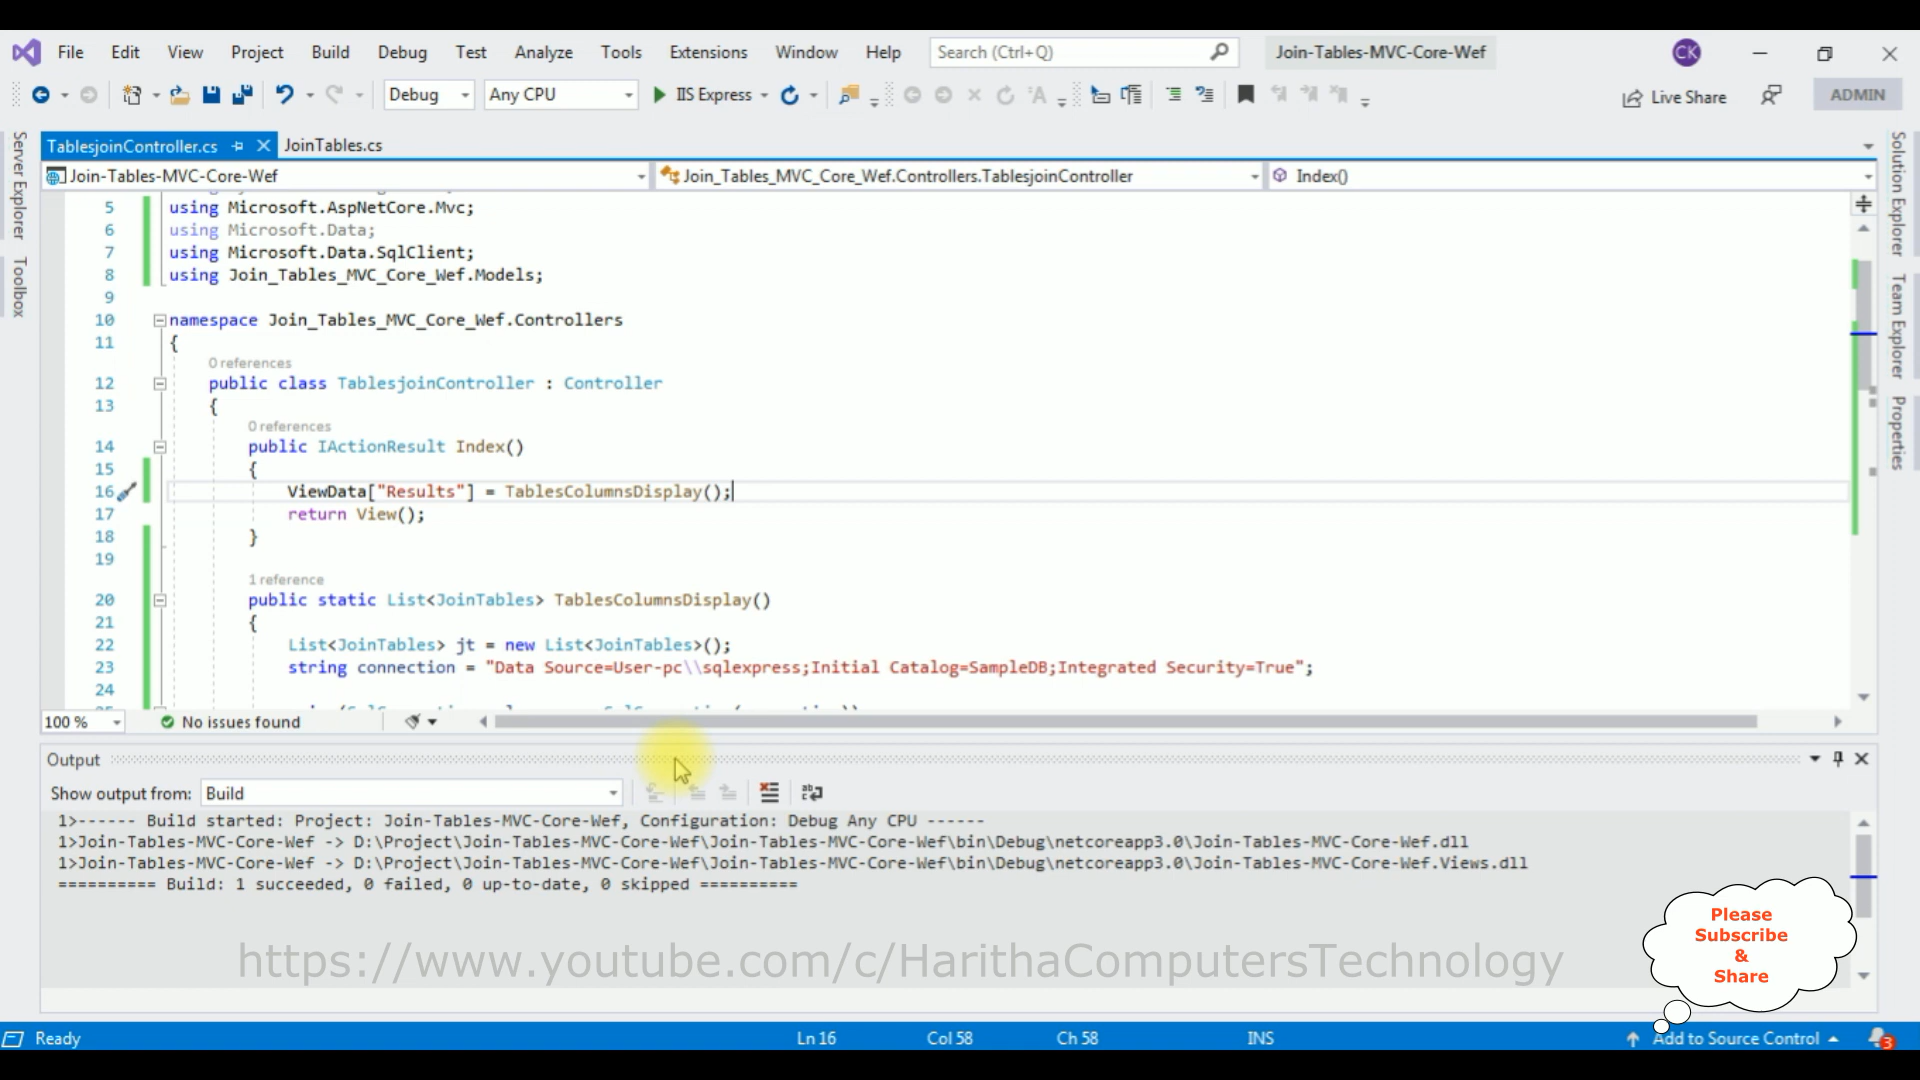 File Edit View Project Build Debug Test Analyze Tools Extensions Window Help Search (Ctrl+Q) Join-Tables-MVC-Core-Wef CK
Debug Any CPU IIS Express Live Share ADMIN
TablesjoinController.cs JoinTables.cs
Join-Tables-MVC-Core-Wef Join_Tables_MVC_Core_Wef.Controllers.TablesjoinController Index()
Server Explorer
Toolbox
Solution Explorer
Team Explorer
Properties
5 using Microsoft.AspNetCore.Mvc;
6 using Microsoft.Data;
7 using Microsoft.Data.SqlClient;
8 using Join_Tables_MVC_Core_Wef.Models;
9
10 namespace Join_Tables_MVC_Core_Wef.Controllers
11 {
0 references
12 public class TablesjoinController : Controller
13 {
0 references
14 public IActionResult Index()
15 {
16 ViewData["Results"] = TablesColumnsDisplay();
17 return View();
18 }
19
1 reference
20 public static List<JoinTables> TablesColumnsDisplay()
21 {
22 List<JoinTables> jt = new List<JoinTables>();
23 string connection = "Data Source=User-pc\\sqlexpress;Initial Catalog=SampleDB;Integrated Security=True";
24
100 % No issues found
Output
Show output from: Build
1>------ Build started: Project: Join-Tables-MVC-Core-Wef, Configuration: Debug Any CPU ------
1>Join-Tables-MVC-Core-Wef -> D:\Project\Join-Tables-MVC-Core-Wef\Join-Tables-MVC-Core-Wef\bin\Debug\netcoreapp3.0\Join-Tables-MVC-Core-Wef.dll
1>Join-Tables-MVC-Core-Wef -> D:\Project\Join-Tables-MVC-Core-Wef\Join-Tables-MVC-Core-Wef\bin\Debug\netcoreapp3.0\Join-Tables-MVC-Core-Wef.Views.dll
========== Build: 1 succeeded, 0 failed, 0 up-to-date, 0 skipped ==========
https://www.youtube.com/c/HarithaComputersTechnology
Please
Subscribe
&
Share
Ready Ln 16 Col 58 Ch 58 INS Add to Source Control 3